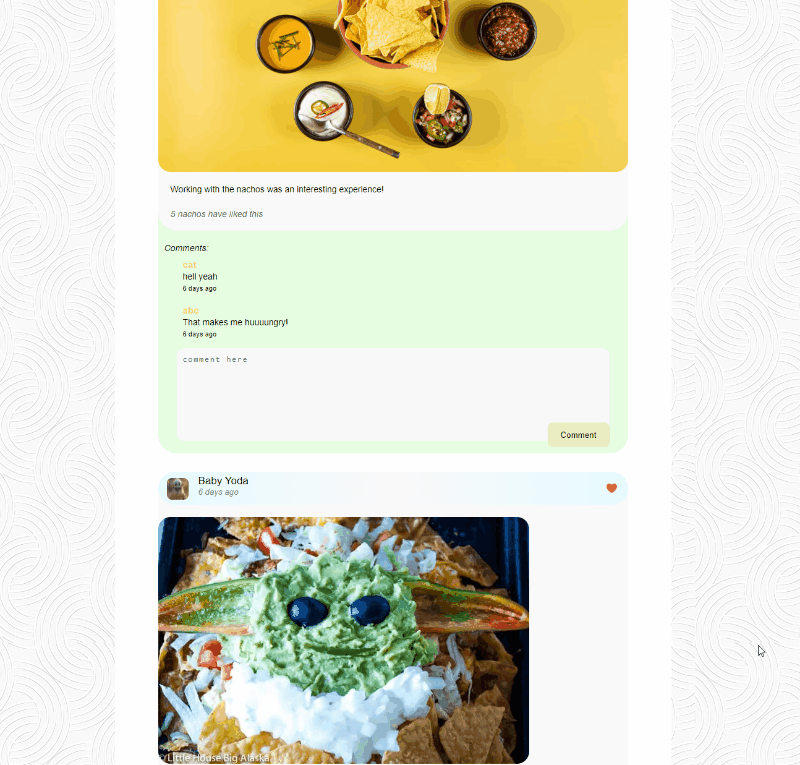 Working with the nachos was an interesting experience!
5 nachos have liked this
Comments:
cat
hell yeah
6 days ago
abc
That makes me huuuungry!
6 days ago
comment here
Comment
Baby Yoda
6 days ago
Little House Big Alaska